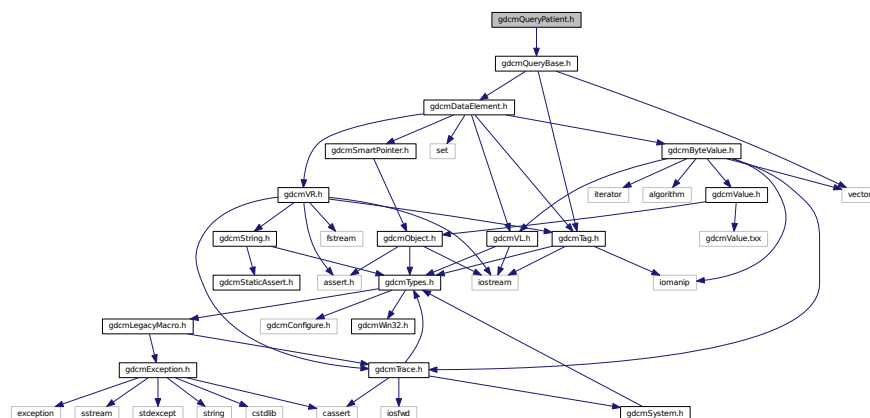 gdcmQueryPatient.h
gdcmQueryBase.h
gdcmDataElement.h
gdcmSmartPointer.h
set
gdcmByteValue.h
gdcmVR.h
iterator
algorithm
gdcmValue.h
vector
gdcmString.h
fstream
gdcmObject.h
gdcmVL.h
gdcmTag.h
gdcmValue.txx
gdcmStaticAssert.h
assert.h
gdcmTypes.h
iostream
iomanip
gdcmLegacyMacro.h
gdcmConfigure.h
gdcmWin32.h
gdcmException.h
gdcmTrace.h
exception
sstream
stdexcept
string
cstdlib
cassert
iosfwd
gdcmSystem.h